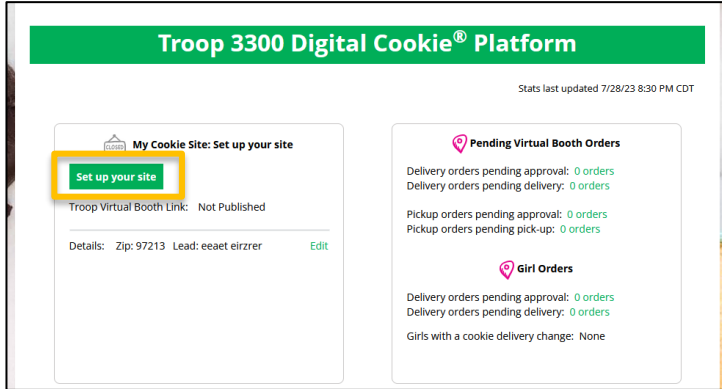 Troop 3300 Digital Cookie® Platform
Stats last updated 7/28/23 8:30 PM CDT
CLOSED
My Cookie Site: Set up your site
Set up your site
Troop Virtual Booth Link: Not Published
Details: Zip: 97213 Lead: eeaet eirzrer Edit
Pending Virtual Booth Orders
Delivery orders pending approval: 0 orders
Delivery orders pending delivery: 0 orders
Pickup orders pending approval: 0 orders
Pickup orders pending pick-up: 0 orders
Girl Orders
Delivery orders pending approval: 0 orders
Delivery orders pending delivery: 0 orders
Girls with a cookie delivery change: None